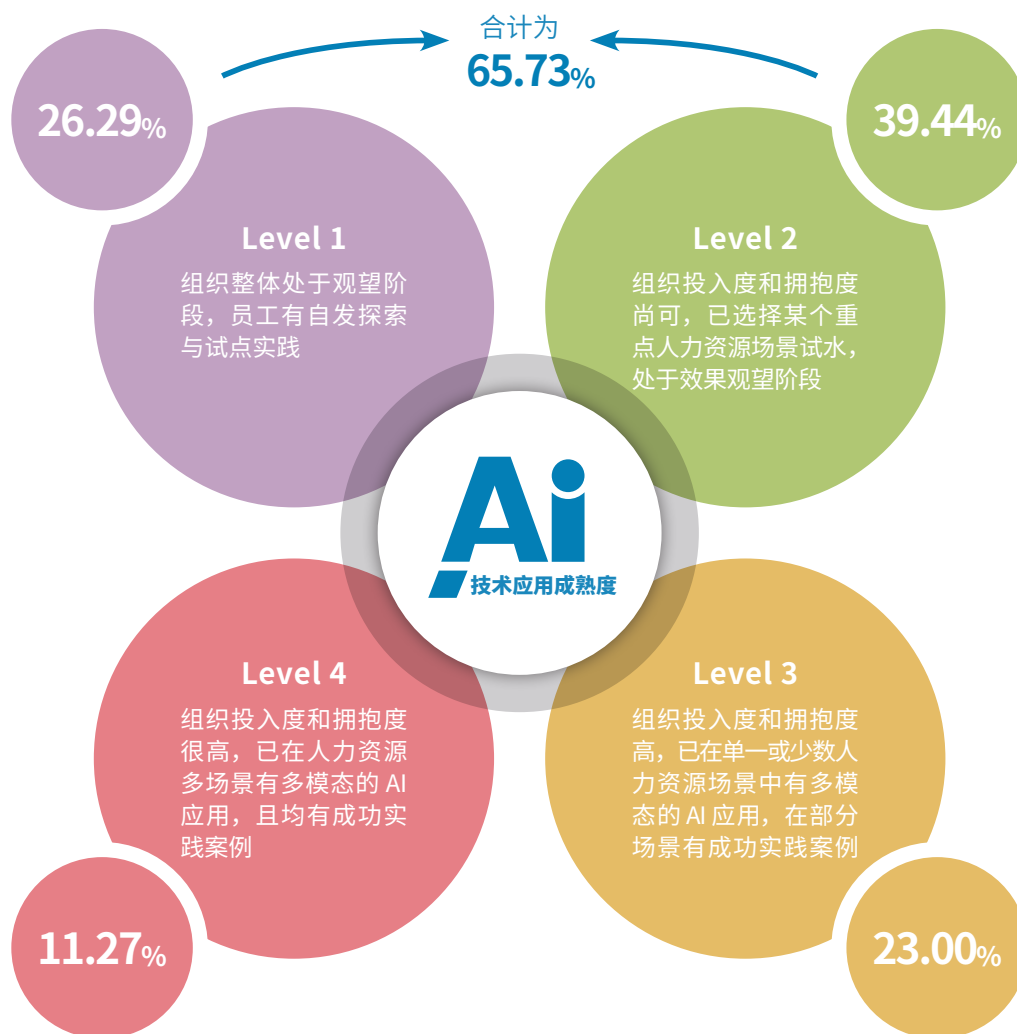 合计为
65.73%
26.29%
39.44%
Level 1
组织整体处于观望阶
段，员工有自发探索
与试点实践
Level 2
组织投入度和拥抱度
尚可，已选择某个重
点人力资源场景试水，
处于效果观望阶段
Ai
技术应用成熟度
Level 4
组织投入度和拥抱度
很高，已在人力资源
多场景有多模态的 AI
应用，且均有成功实
践案例
Level 3
组织投入度和拥抱度
高，已在单一或少数人
力资源场景中有多模
态的 AI 应用，在部分
场景有成功实践案例
11.27%
23.00%